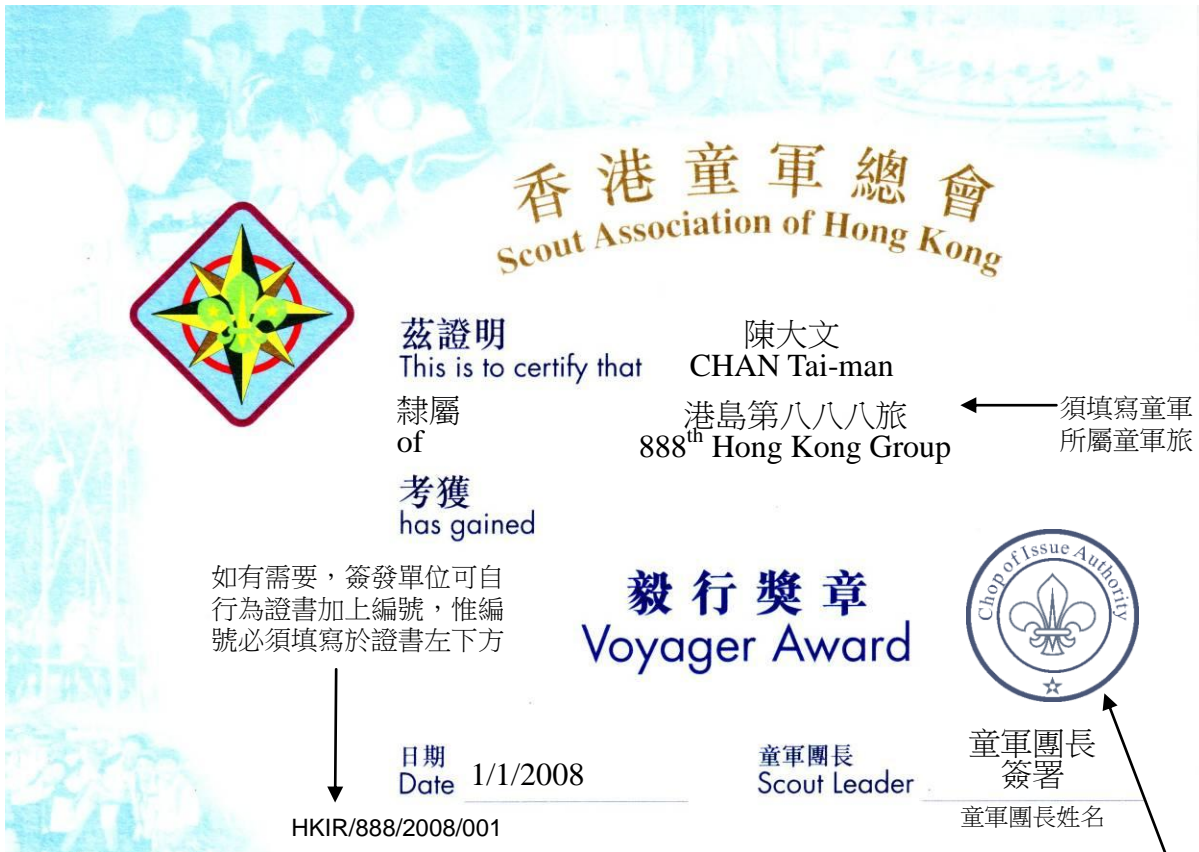 香港童軍總會
Scout Association of Hong Kong
茲證明
陳大文
This is to certify that
CHAN Tai-man
隸屬
港島第八八八旅
of
888th Hong Kong Group
須填寫童軍
所屬童軍旅
考獲
has gained
如有需要，簽發單位可自
行為證書加上編號，惟編
號必須填寫於證書左下方
毅行獎章
Voyager Award
Chop of Issue Authority
日期
Date 1/1/2008
童軍團長
Scout Leader
童軍團長
簽署
童軍團長姓名
HKIR/888/2008/001